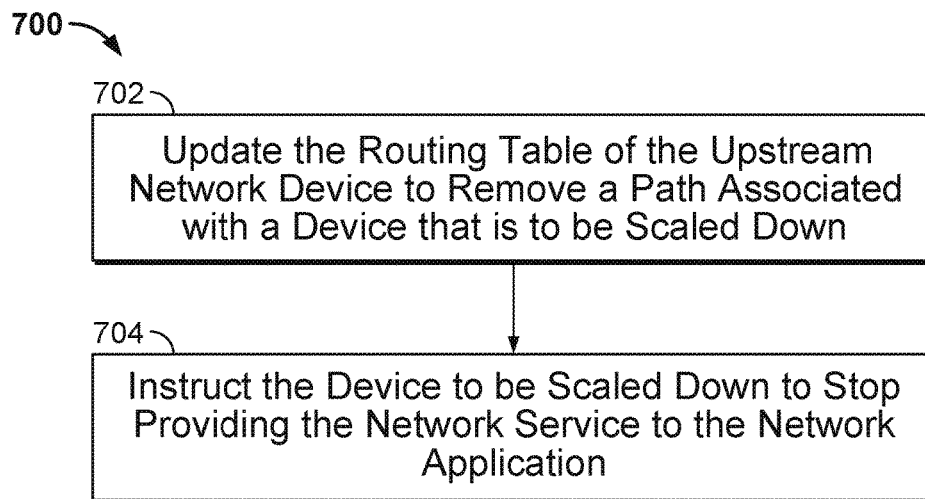 700
702
Update the Routing Table of the Upstream
Network Device to Remove a Path Associated
with a Device that is to be Scaled Down
704
Instruct the Device to be Scaled Down to Stop
Providing the Network Service to the Network
Application